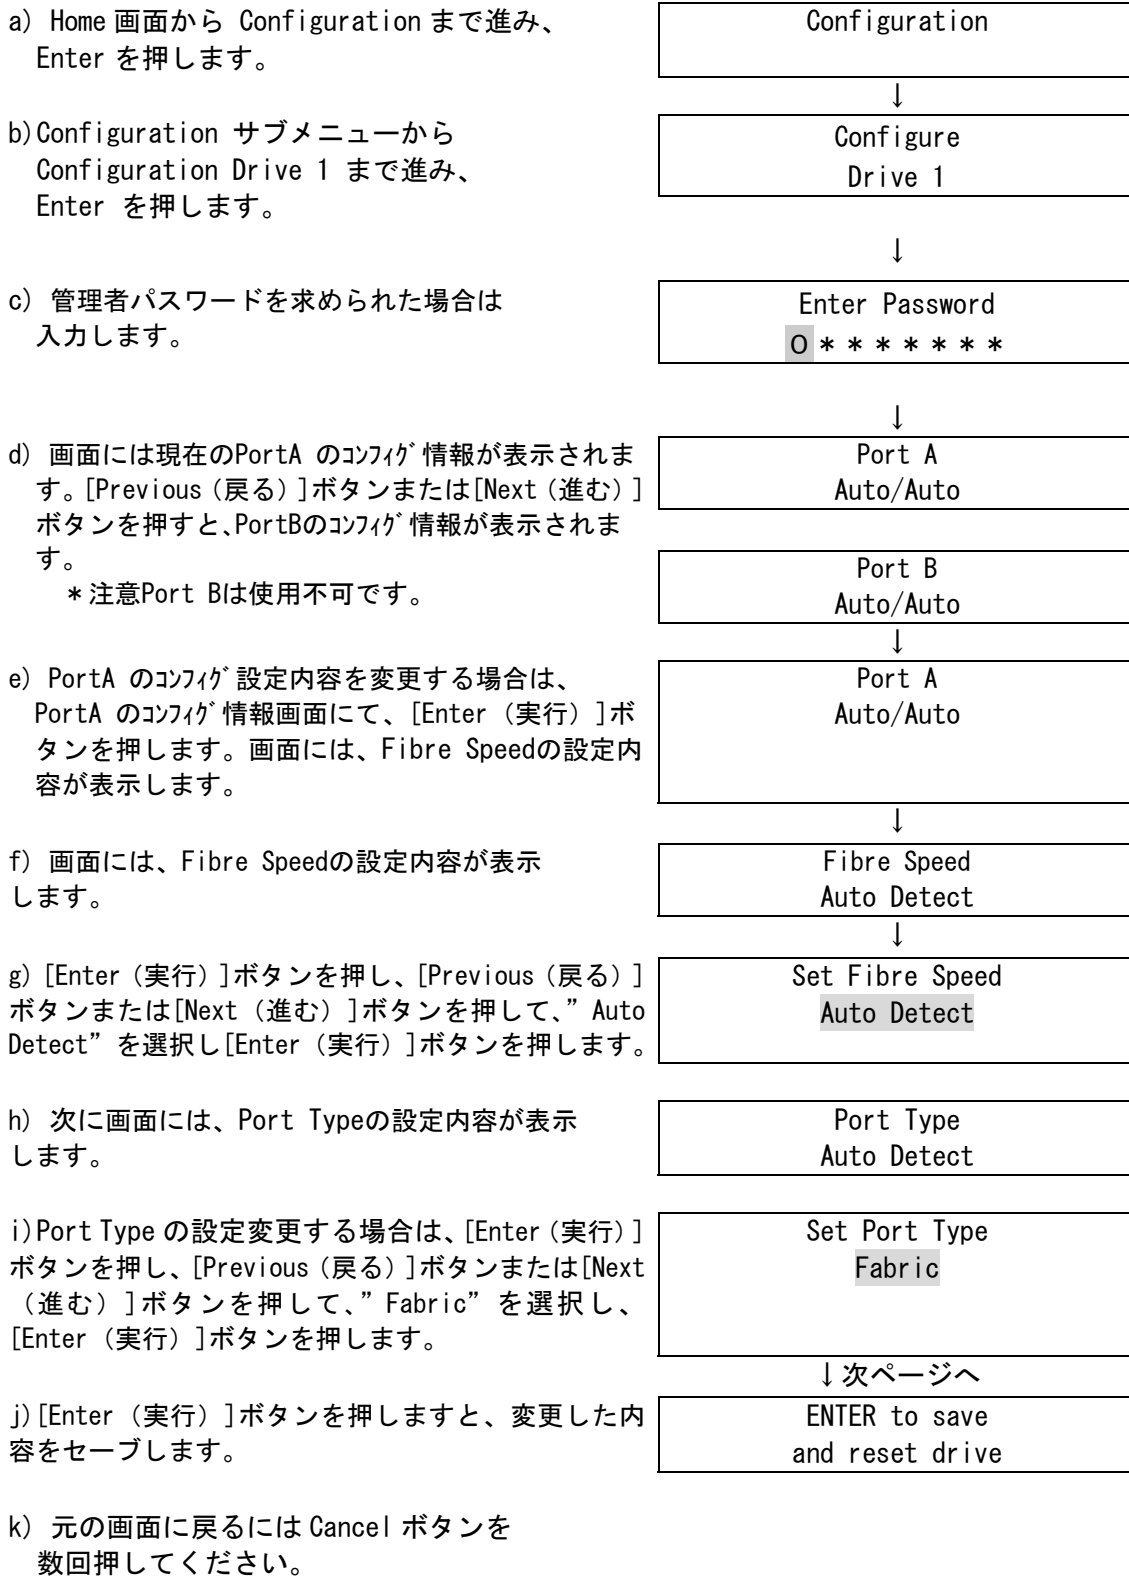 a) Home 画面から Configuration まで進み、
Enter を押します。
Configuration
↓
b)Configuration サブメニューから
Configuration Drive 1 まで進み、
Enter を押します。
Configure
Drive 1
↓
c) 管理者パスワードを求められた場合は
入力します。
Enter Password
0*******
↓
d) 画面には現在のPortA のｺﾝﾌｨｸﾞ情報が表示されま
す。[Previous(戻る)]ボタンまたは[Next(進む)]
ボタンを押すと、PortBのｺﾝﾌｨｸﾞ情報が表示されま
す。
*注意Port Bは使用不可です。
Port A
Auto/Auto
Port B
Auto/Auto
↓
e) PortA のｺﾝﾌｨｸﾞ設定内容を変更する場合は、
PortA のｺﾝﾌｨｸﾞ情報画面にて、[Enter(実行)]ボ
タンを押します。画面には、Fibre Speedの設定内
容が表示します。
Port A
Auto/Auto
↓
f) 画面には、Fibre Speedの設定内容が表示
します。
Fibre Speed
Auto Detect
↓
g)[Enter(実行)]ボタンを押し、[Previous(戻る)]
ボタンまたは[Next(進む)]ボタンを押して、”Auto
Detect”を選択し[Enter(実行)]ボタンを押します。
Set Fibre Speed
Auto Detect
h) 次に画面には、Port Typeの設定内容が表示
します。
Port Type
Auto Detect
i)Port Type の設定変更する場合は、[Enter(実行)]
ボタンを押し、[Previous(戻る)]ボタンまたは[Next
(進む)]ボタンを押して、”Fabric”を選択し、
[Enter(実行)]ボタンを押します。
Set Port Type
Fabric
↓次ページへ
j)[Enter(実行)]ボタンを押しますと、変更した内
容をセーブします。
ENTER to save
and reset drive
k) 元の画面に戻るには Cancel ボタンを
数回押してください。